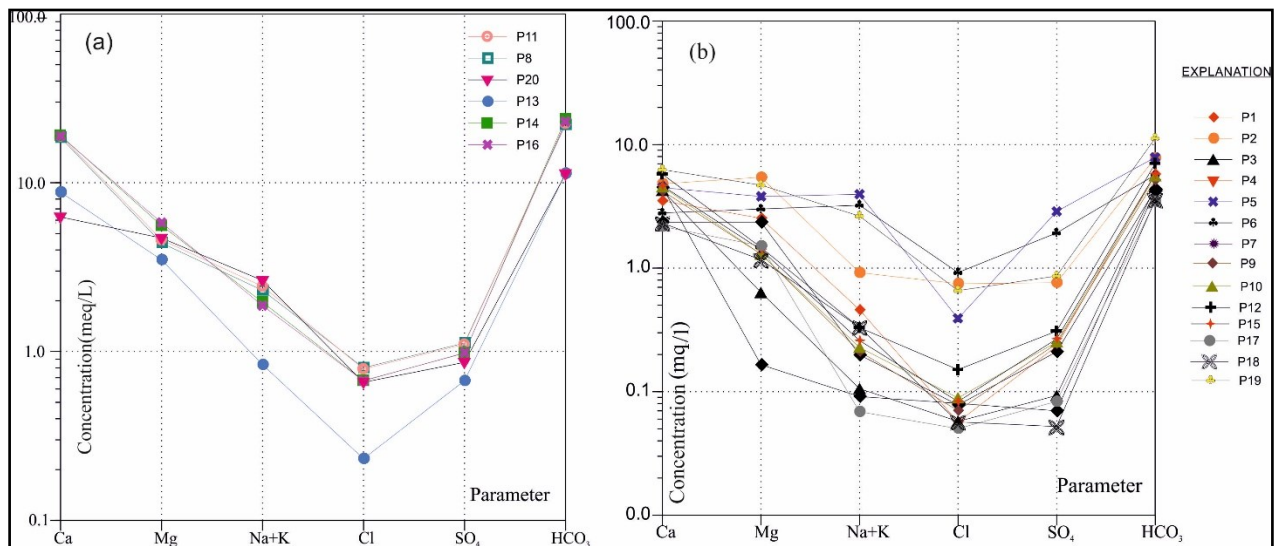 (a)
100.0
10.0
1.0
0.1
Concentration(meq/L)
P11
P8
P20
P13
P14
P16
Parameter
Ca Mg Na+K Cl SO₄ HCO₃
(b)
100.0
10.0
1.0
0.1
0.0
Concentration (mq/l)
Parameter
Ca Mg Na+K Cl SO₄ HCO₃
EXPLANATION
P1
P2
P3
P4
P5
P6
P7
P9
P10
P12
P15
P17
P18
P19